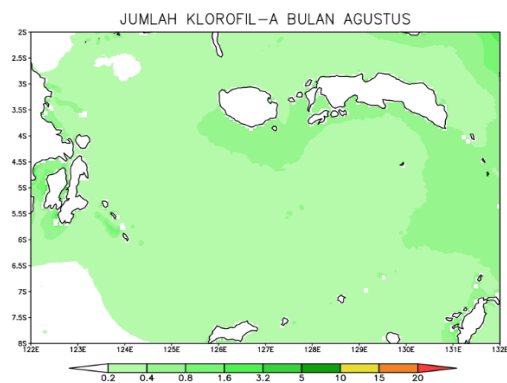 JUMLAH KLOROFIL-A BULAN AGUSTUS
2S
2.5S
3S
3.5S
4S
4.5S
5S
5.5S
6S
6.5S
7S
7.5S
8S
122E 123E 124E 125E 126E 127E 128E 129E 130E 131E 132E
0.2 0.4 0.8 1.6 3.2 5 10 15 20